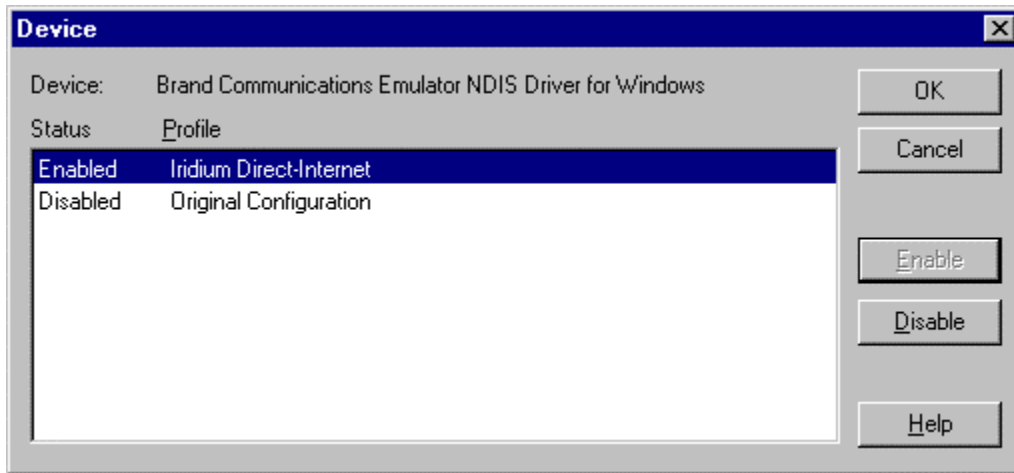 Device
Device: Brand Communications Emulator NDIS Driver for Windows
Status Profile
Enabled Iridium Direct-Internet
Disabled Original Configuration
OK
Cancel
Enable
Disable
Help